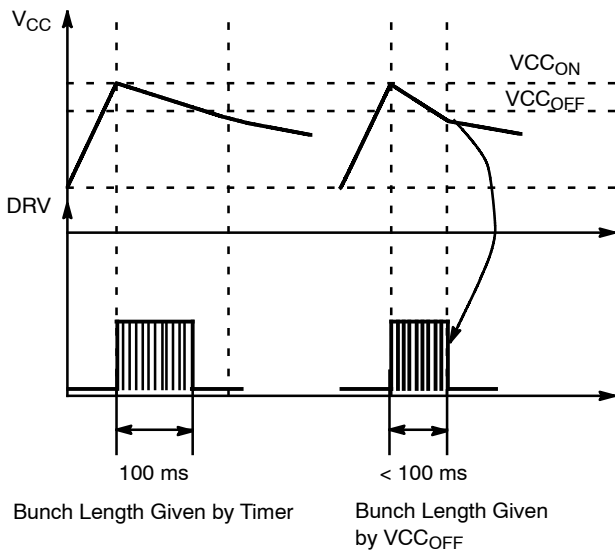 VCC
VCCON
VCCOFF
DRV
100 ms
< 100 ms
Bunch Length Given by Timer
Bunch Length Given
by VCCOFF